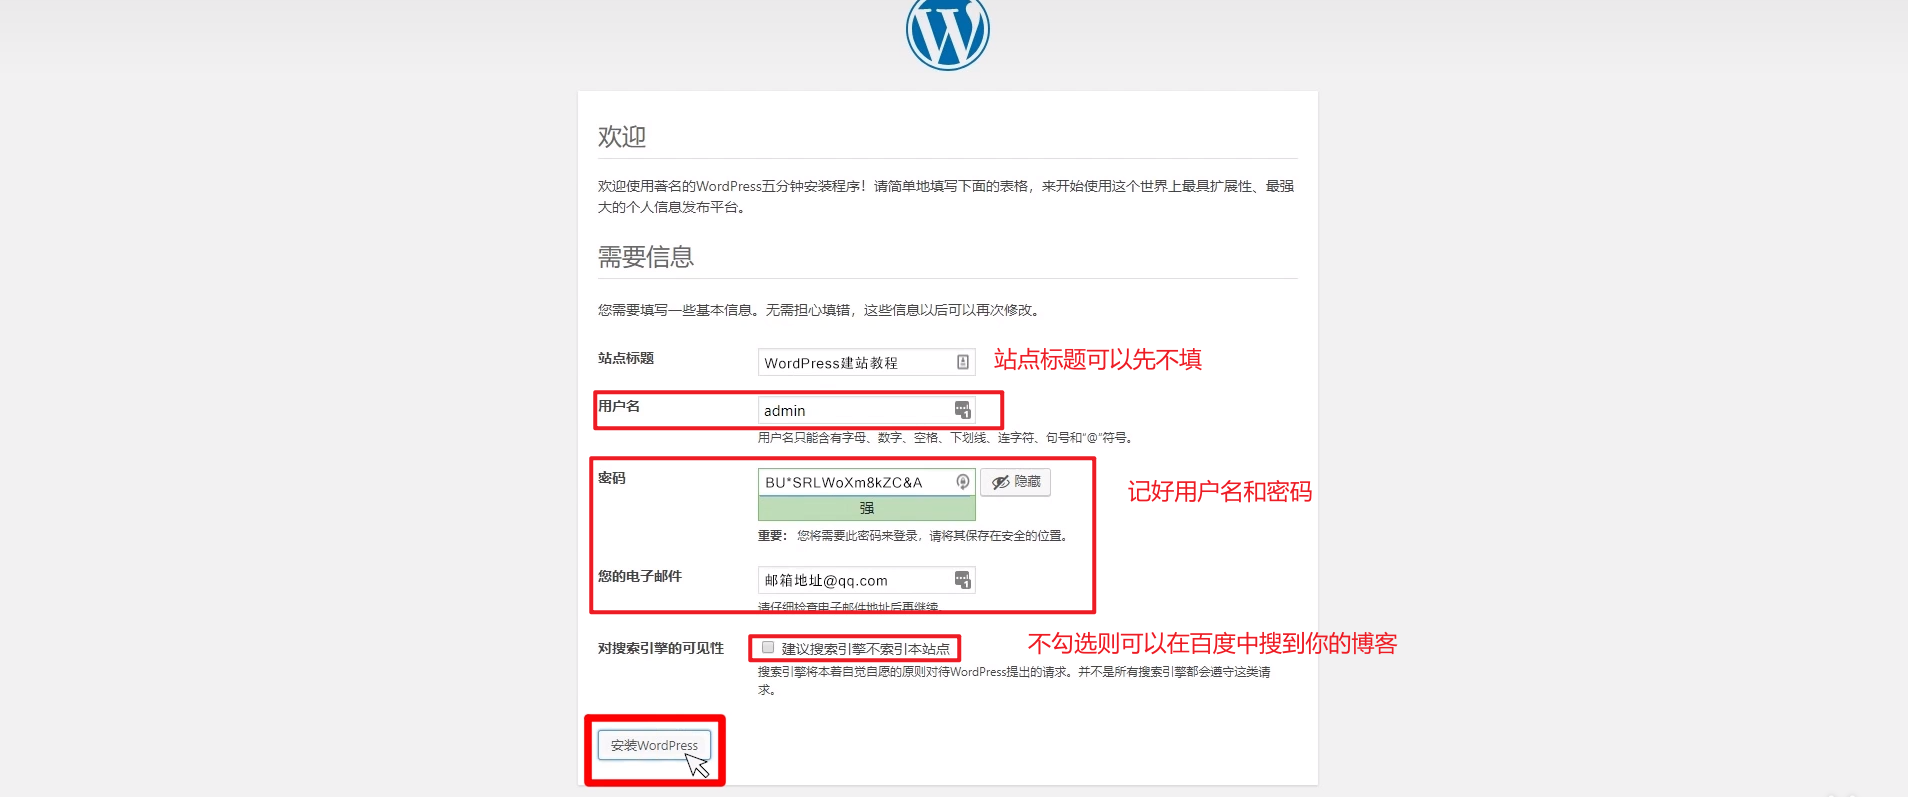 欢迎
欢迎使用著名的WordPress五分钟安装程序！请简单地填写下面的表格，来开始使用这个世界上最具扩展性、最强
大的个人信息发布平台。
需要信息
您需要填写一些基本信息。无需担心填错，这些信息以后可以再次修改。
站点标题 WordPress建站教程 站点标题可以先不填
用户名 admin
用户名只能含有字母、数字、空格、下划线、连字符、句号和“@”符号。
密码 BU*SRLWoXm8kZC&A 隐藏 记好用户名和密码
强
重要： 您将需要此密码来登录，请将其保存在安全的位置。
您的电子邮件 邮箱地址@qq.com
请仔细检查电子邮件地址后再继续。
对搜索引擎的可见性 建议搜索引擎不索引本站点 不勾选则可以在百度中搜到你的博客
搜索引擎将本着自觉自愿的原则对待WordPress提出的请求。并不是所有搜索引擎都会遵守这类请
求。
安装WordPress